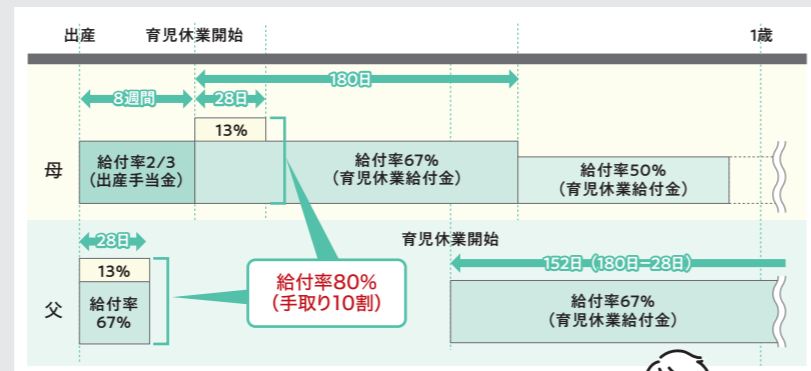 出産
育児休業開始
1歳
180日
8週間
28日
13%
母
給付率2/3
(出産手当金)
給付率67%
(育児休業給付金)
給付率50%
(育児休業給付金)
28日
育児休業開始
152日(180日−28日)
13%
父
給付率
67%
給付率80%
(手取り10割)
給付率67%
(育児休業給付金)